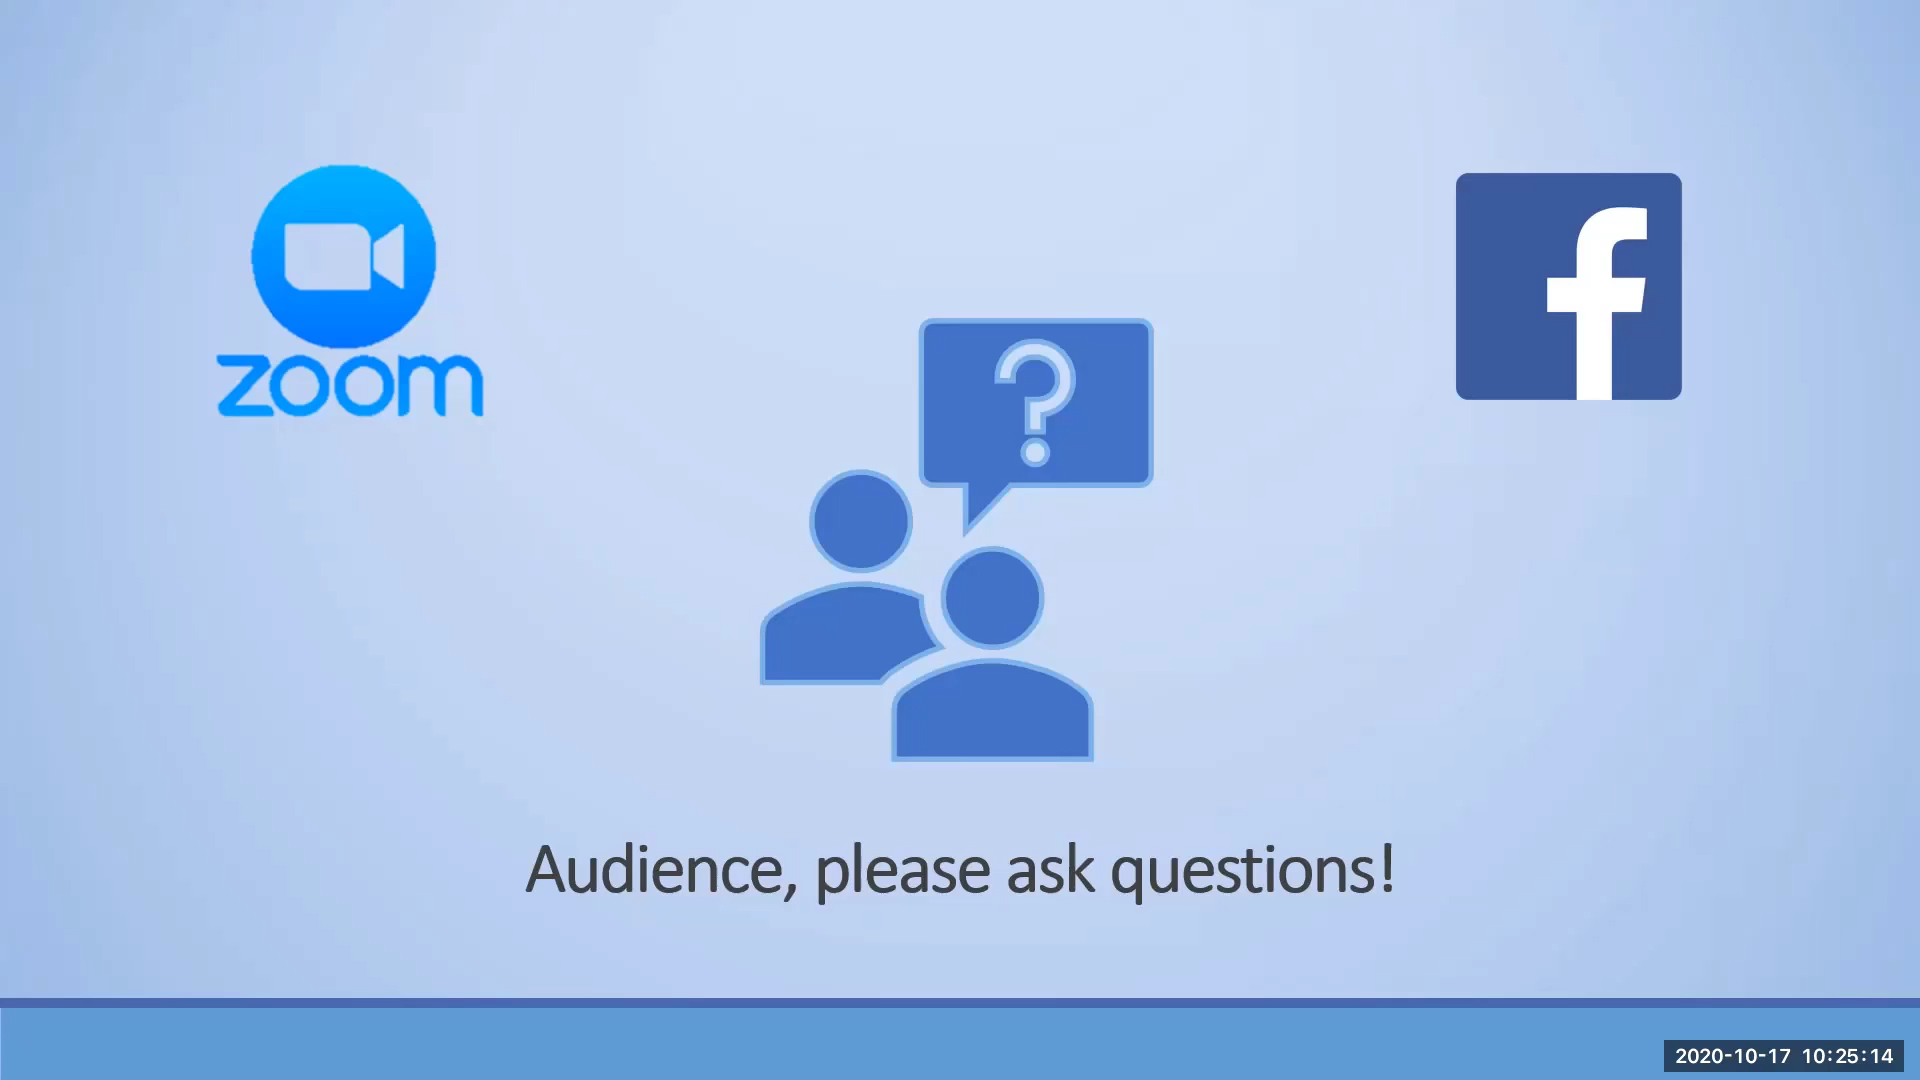 zoom
f
?
Audience, please ask questions!
2020-10-17 10:25:14